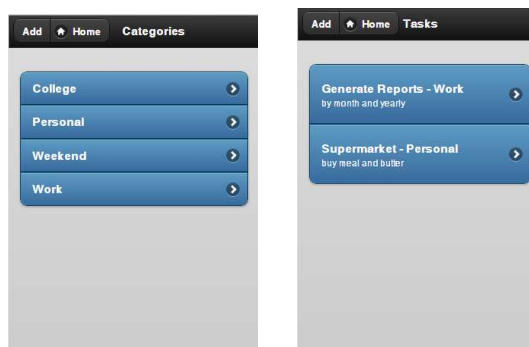 Add Home Categories
College
Personal
Weekend
Work
Add Home Tasks
Generate Reports - Work
by month and yearly
Supermarket - Personal
buy meal and butter